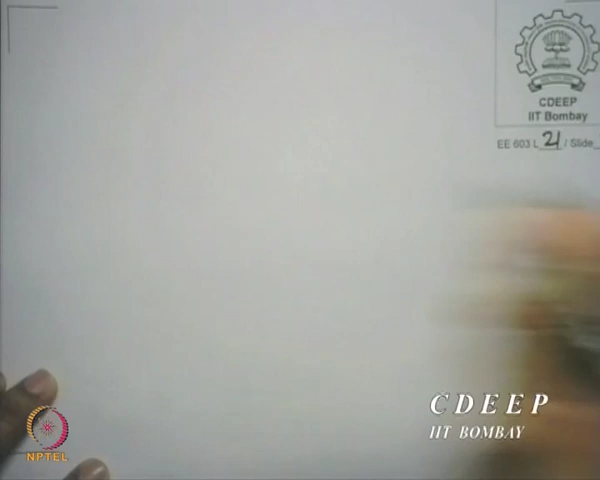 CDEEP
IIT Bombay
EE 603 L 21 / Slide
CDEEP
IIT BOMBAY
NPTEL